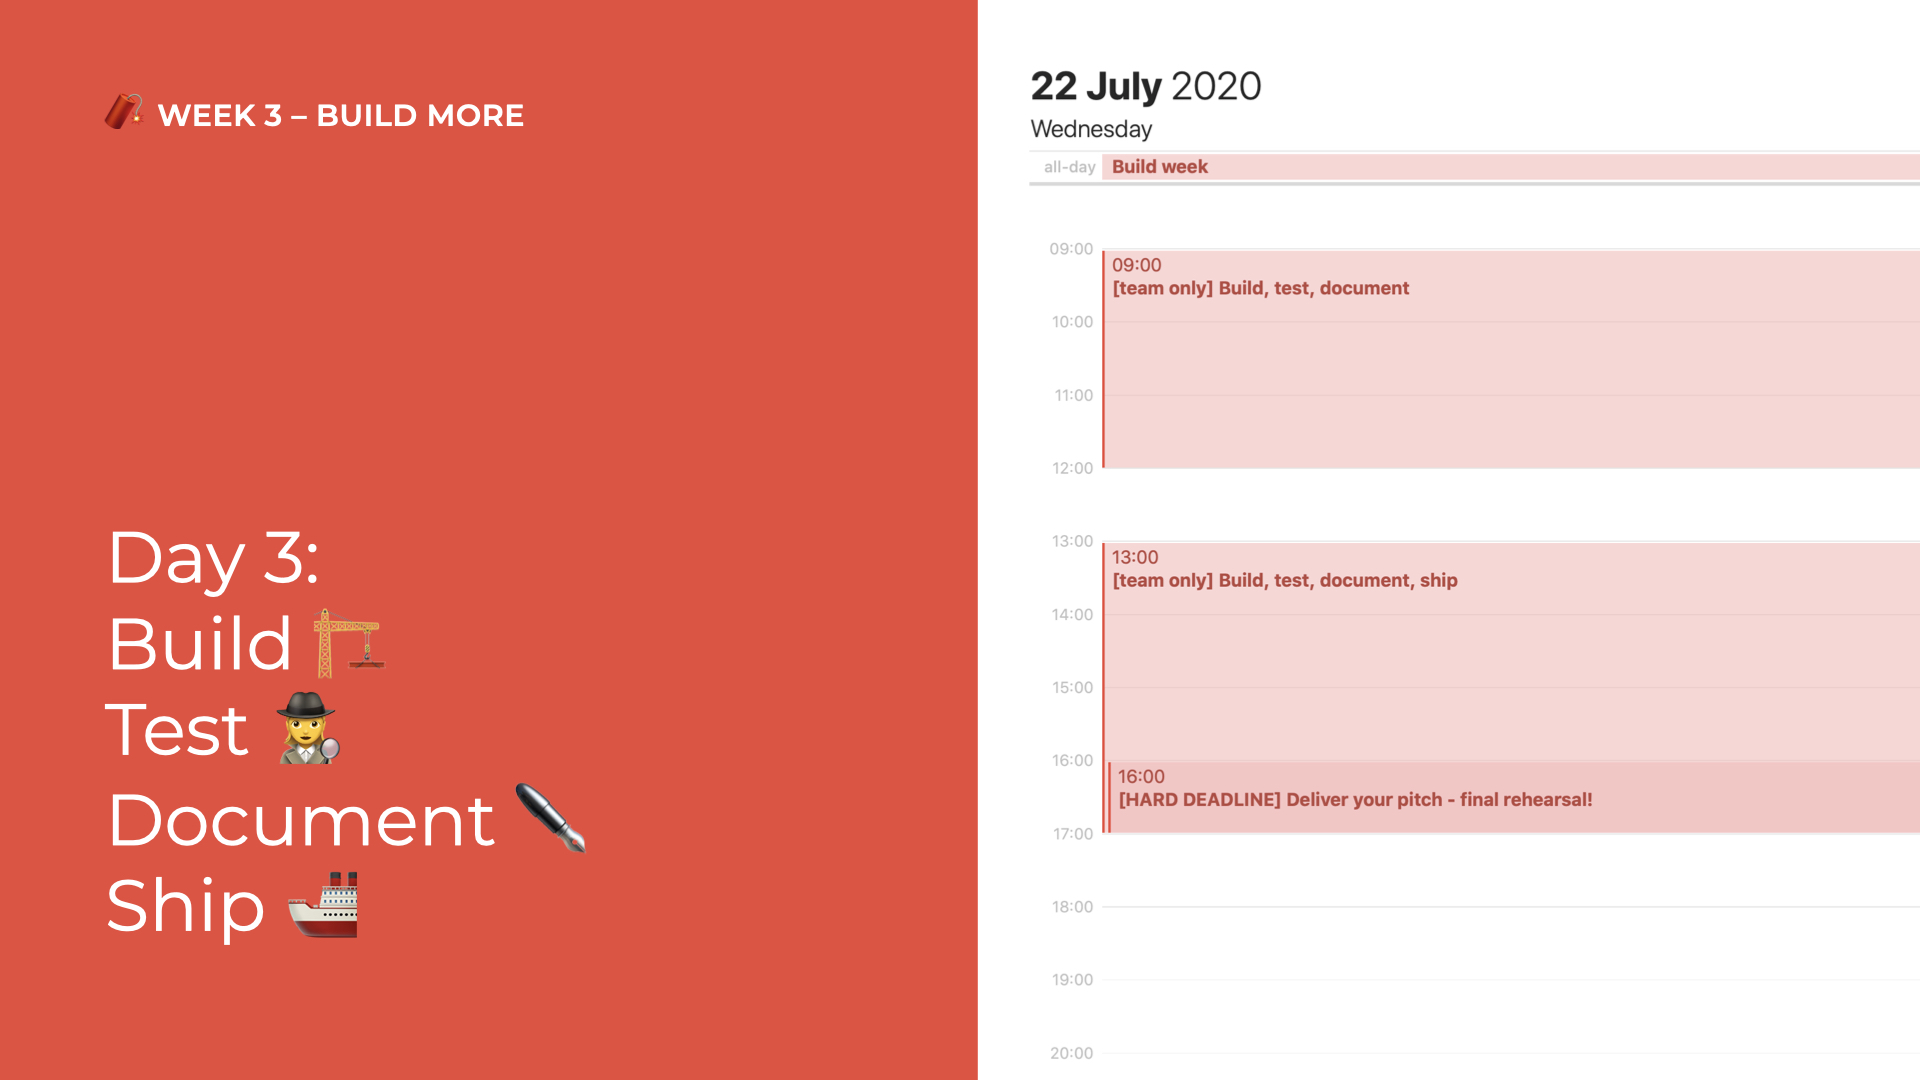 🧨 WEEK 3 – BUILD MORE
Day 3:
Build 🏗
Test 🕵️‍♀️
Document ✒️
Ship 🚢
22 July 2020
Wednesday
all-day Build week
09:00
09:00
[team only] Build, test, document
10:00
11:00
12:00
13:00
13:00
[team only] Build, test, document, ship
14:00
15:00
16:00
16:00
[HARD DEADLINE] Deliver your pitch - final rehearsal!
17:00
18:00
19:00
20:00